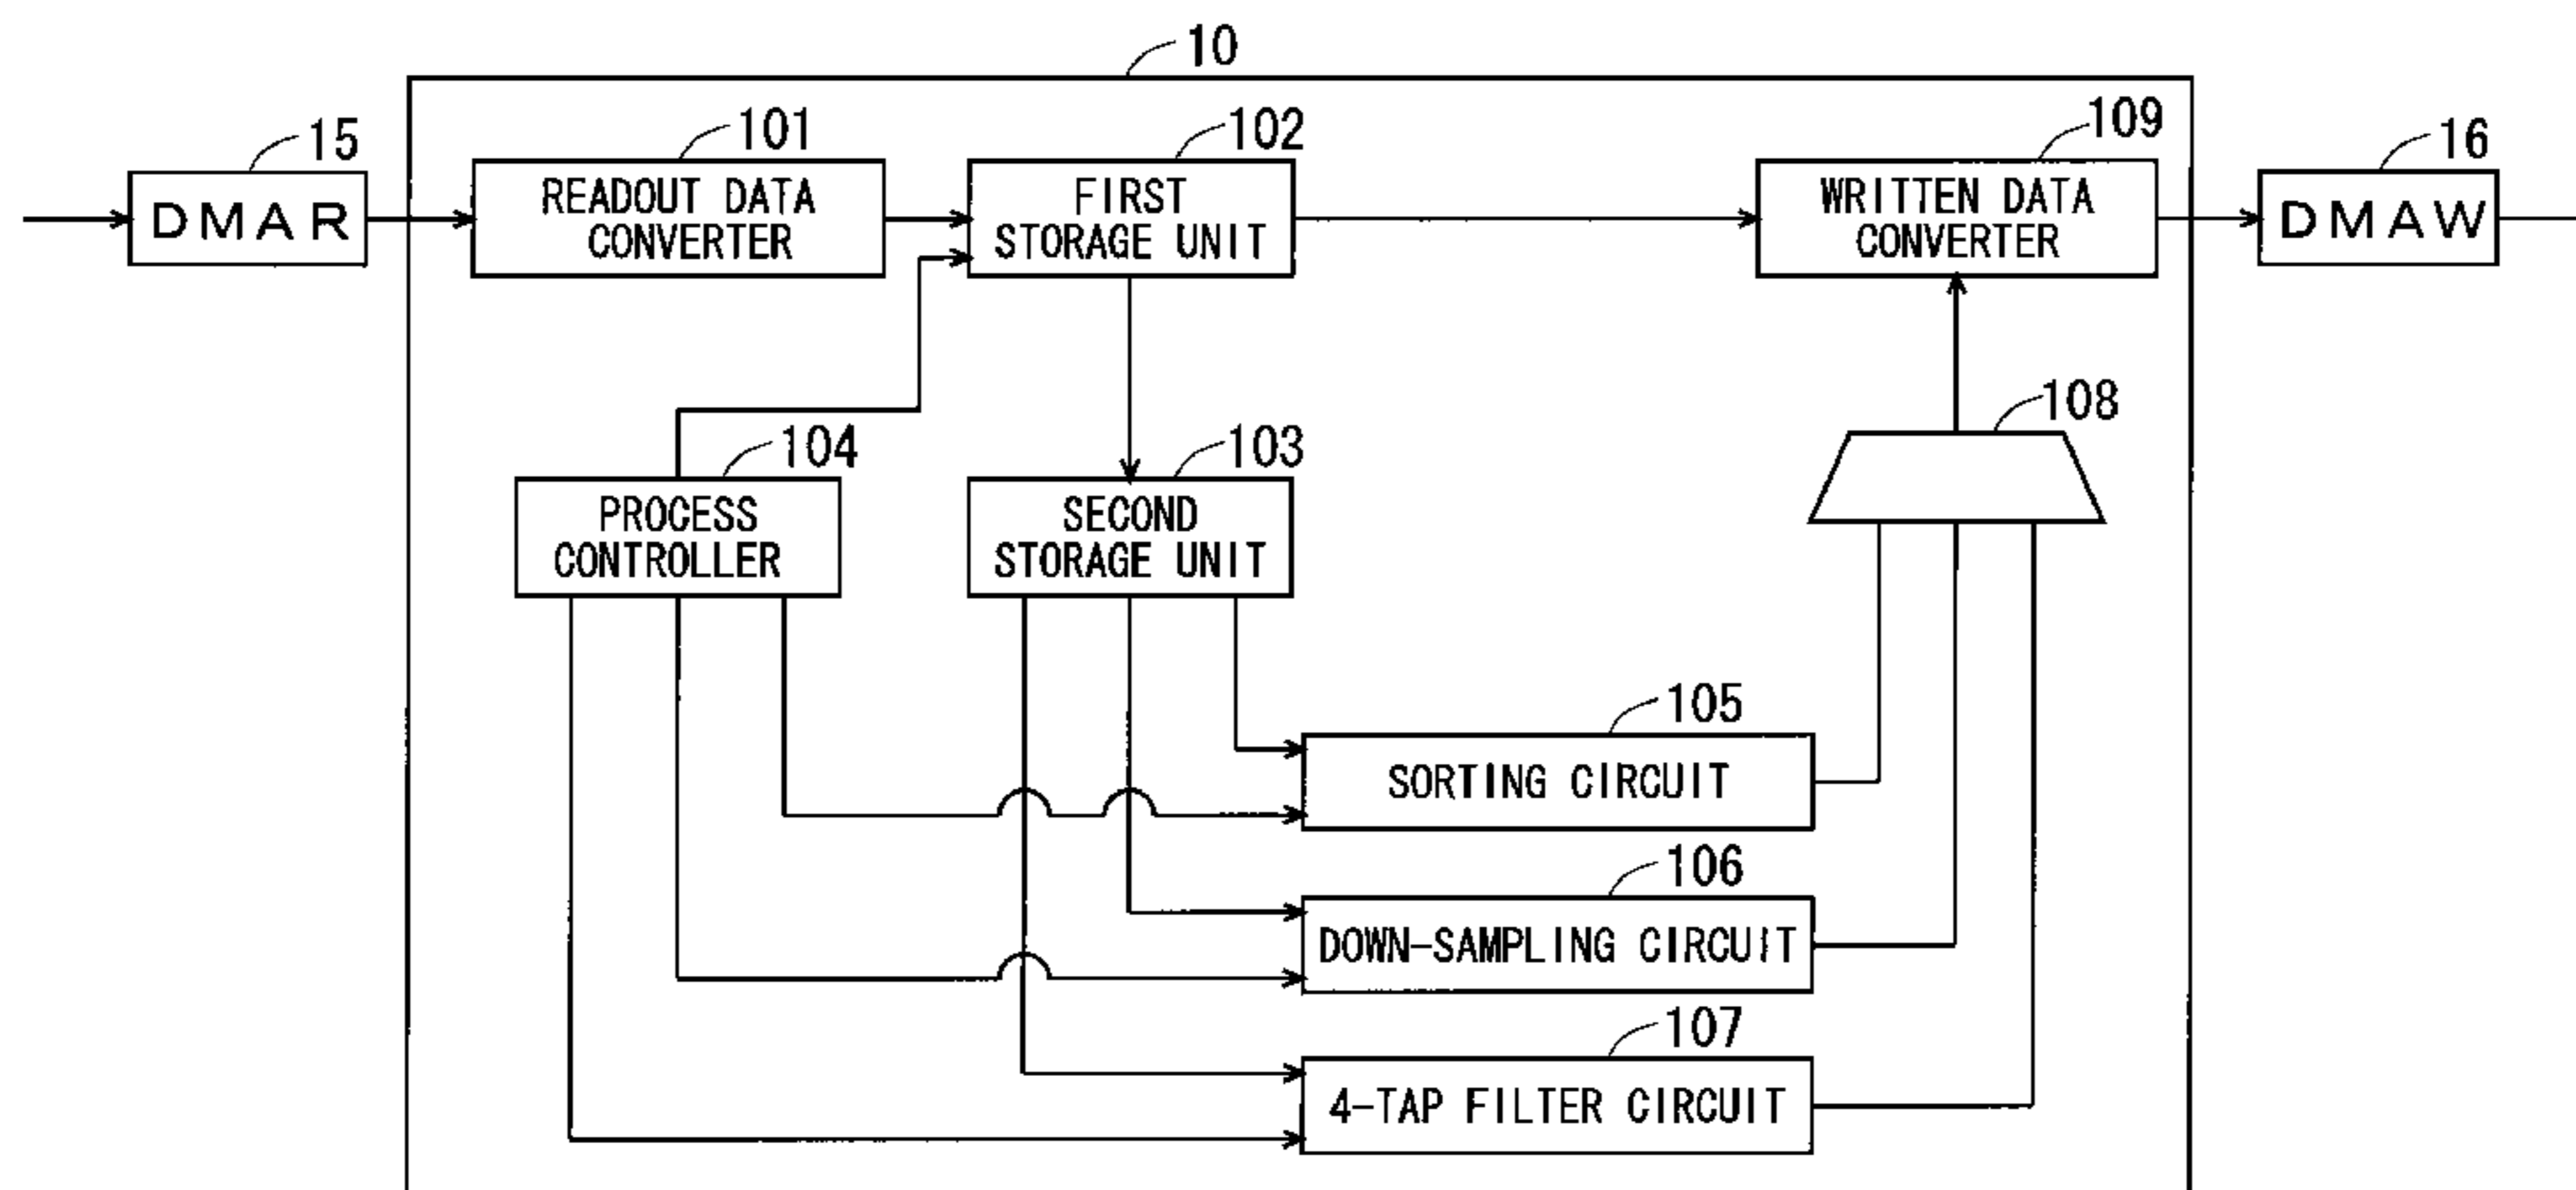 10
101
102
109
15
16
DMAR
READOUT DATA
CONVERTER
FIRST
STORAGE UNIT
WRITTEN DATA
CONVERTER
DMAW
108
104
103
PROCESS
CONTROLLER
SECOND
STORAGE UNIT
105
SORTING CIRCUIT
106
DOWN-SAMPLING CIRCUIT
107
4-TAP FILTER CIRCUIT